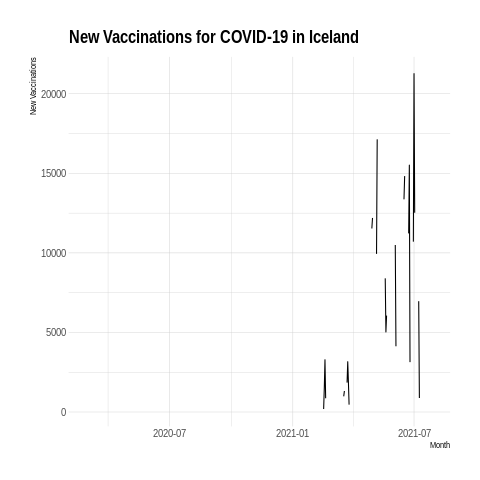 New Vaccinations for COVID-19 in Iceland
New Vaccinations
20000
15000
10000
5000
0
2020-07 2021-01 2021-07
Month